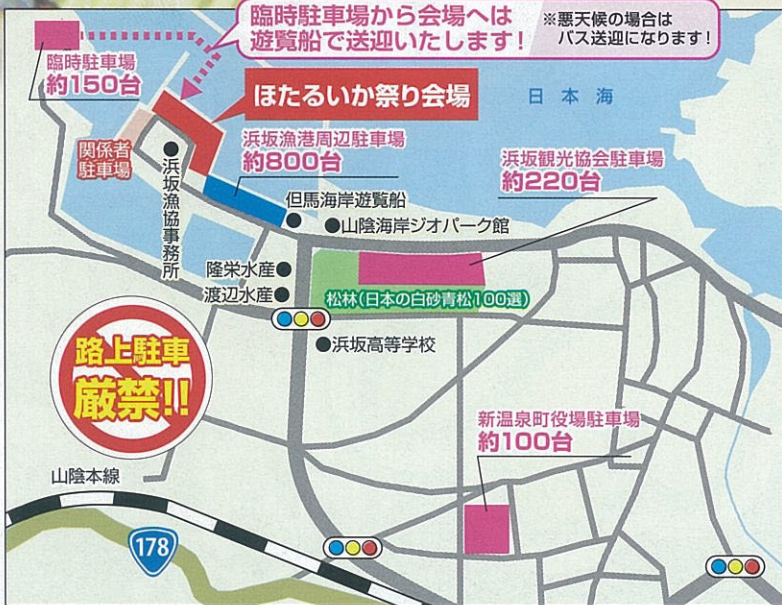 臨時駐車場から会場へは
遊覧船で送迎いたします!
※悪天候の場合は
バス送迎になります!
臨時駐車場
約150台
ほたるいか祭り会場
日本海
関係者
駐車場
浜坂漁港周辺駐車場
約800台
浜坂観光協会駐車場
約220台
浜坂漁協事務所
但馬海岸遊覧船
山陰海岸ジオパーク館
隆栄水産
渡辺水産
松林(日本の白砂青松100選)
浜坂高等学校
路上駐車
厳禁!!
新温泉町役場駐車場
約100台
山陰本線
178